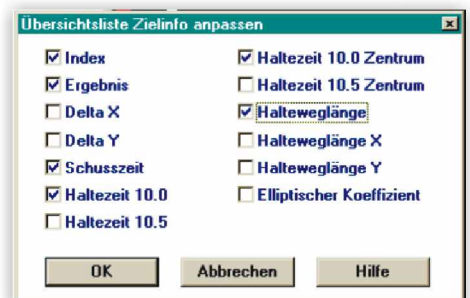 Übersichtsliste Zielinfo anpassen
Index
Ergebnis
Delta X
Delta Y
Schusszeit
Haltezeit 10.0
Haltezeit 10.5
Haltezeit 10.0 Zentrum
Haltezeit 10.5 Zentrum
Halteweglänge
Halteweglänge X
Halteweglänge Y
Elliptischer Koeffizient
OK
Abbrechen
Hilfe